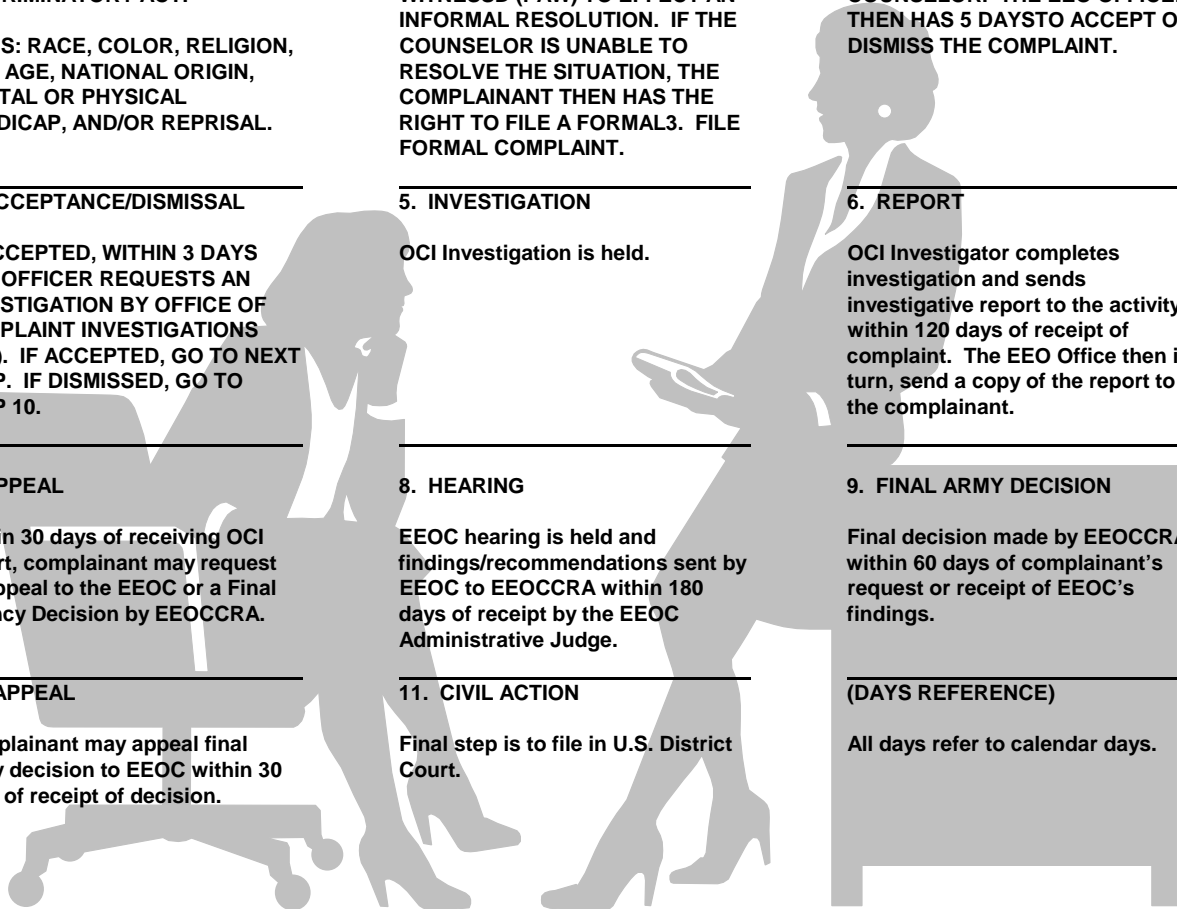 INFORMAL RESOLUTION. IF THE
COUNSELOR IS UNABLE TO
RESOLVE THE SITUATION, THE
COMPLAINANT THEN HAS THE
RIGHT TO FILE A FORMAL3. FILE
FORMAL COMPLAINT.
THEN HAS 5 DAYSTO ACCEPT O
DISMISS THE COMPLAINT.
S: RACE, COLOR, RELIGION,
AGE, NATIONAL ORIGIN,
TAL OR PHYSICAL
DICAP, AND/OR REPRISAL.
CCEPTANCE/DISMISSAL
CCEPTED, WITHIN 3 DAYS
OFFICER REQUESTS AN
STIGATION BY OFFICE OF
PLAINT INVESTIGATIONS
). IF ACCEPTED, GO TO NEXT
P. IF DISMISSED, GO TO
P 10.
5. INVESTIGATION
OCI Investigation is held.
6. REPORT
OCI Investigator completes
investigation and sends
investigative report to the activity
within 120 days of receipt of
complaint. The EEO Office then i
turn, send a copy of the report to
the complainant.
PPEAL
in 30 days of receiving OCI
rt, complainant may request
ppeal to the EEOC or a Final
ncy Decision by EEOCCRA.
8. HEARING
EEOC hearing is held and
findings/recommendations sent by
EEOC to EEOCCRA within 180
days of receipt by the EEOC
Administrative Judge.
9. FINAL ARMY DECISION
Final decision made by EEOCCRA
within 60 days of complainant's
request or receipt of EEOC's
findings.
APPEAL
plainant may appeal final
y decision to EEOC within 30
of receipt of decision.
11. CIVIL ACTION
Final step is to file in U.S. District
Court.
(DAYS REFERENCE)
All days refer to calendar days.